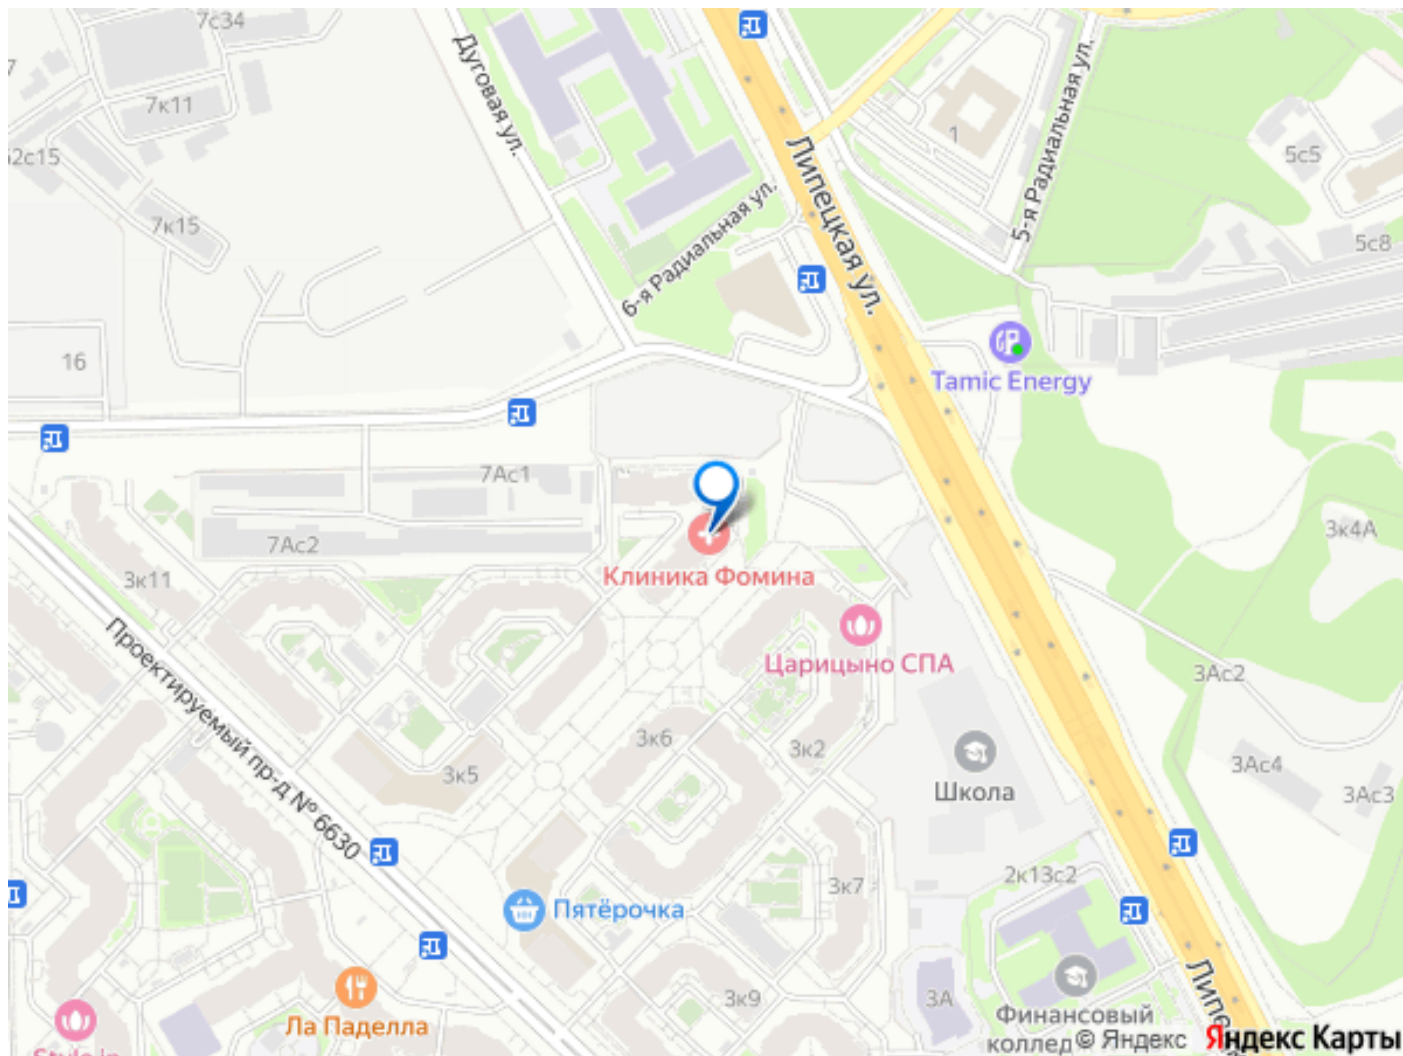 7с34
Дуговая ул.
7к11
2с15
7к15
Липецкая ул.
1
5-я Радиальная ул.
5с5
5с8
6-я Радиальная ул.
16
Tamic Energy
7Ас1
7Ас2
3к11
Клиника Фомина
3к4А
Царицыно СПА
3Ас2
Проектируемый пр-д № 6630
3к6
3к2
3к5
Школа
3Ас4
3Ас3
2к13с2
3к7
Пятёрочка
3к9
3А
Ла Паделла
Финансовый
коллед
© Яндекс
Яндекс Карты